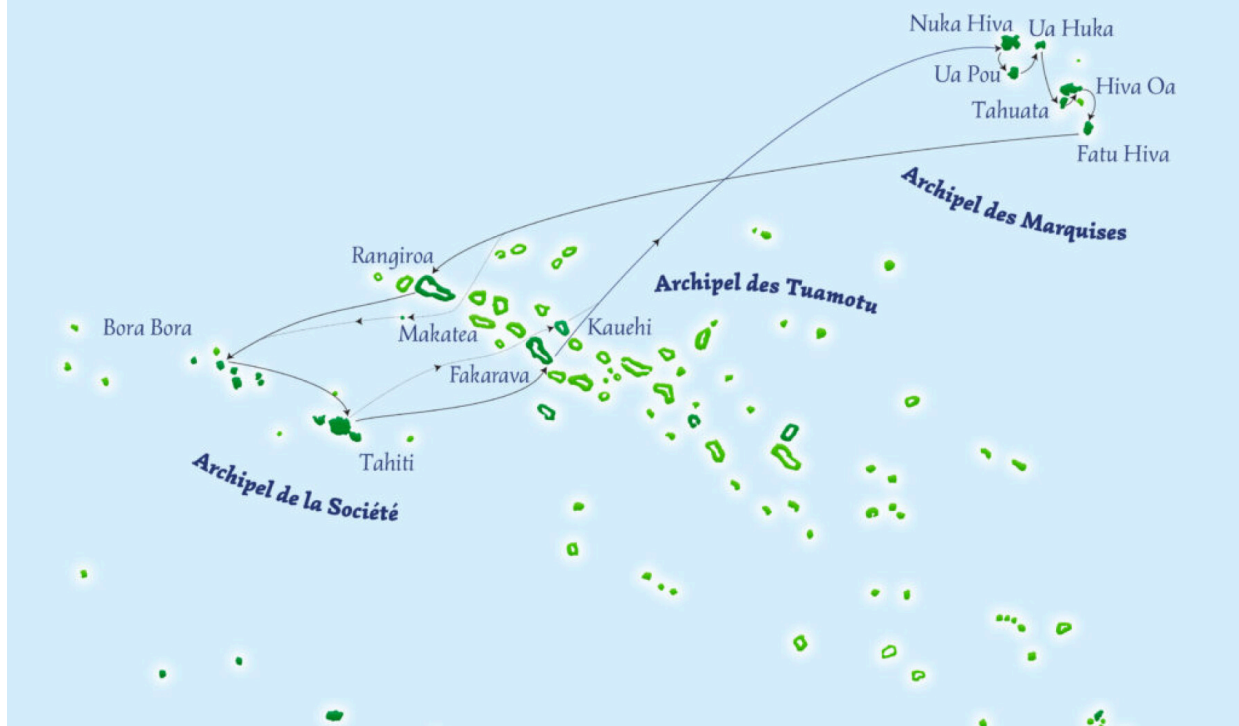 Nuka Hiva
Ua Huka
Ua Pou
Hiva Oa
Tahuata
Fatu Hiva
Archipel des Marquises
Rangiroa
Archipel des Tuamotu
Bora Bora
Makatea
Kauehi
Fakarava
Tahiti
Archipel de la Société